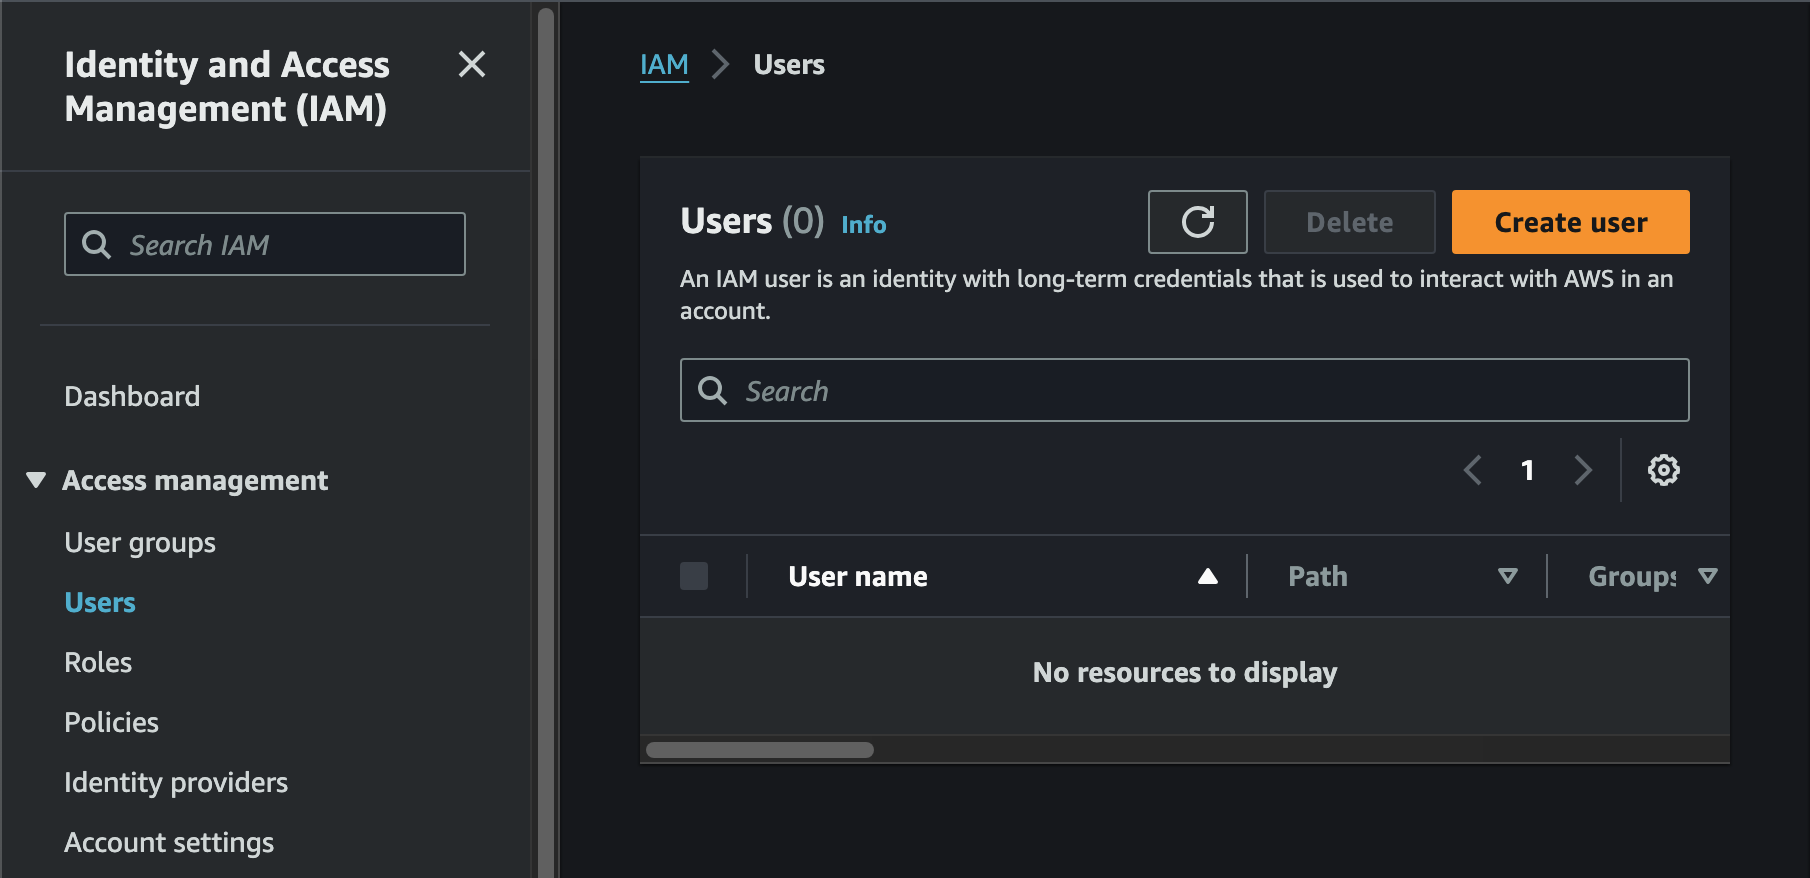 Identity and Access
Management (IAM)
Search IAM
Dashboard
Access management
User groups
Users
Roles
Policies
Identity providers
Account settings
IAM > Users
Users (0) Info
Delete
Create user
An IAM user is an identity with long-term credentials that is used to interact with AWS in an
account.
Search
1
User name
Path
Groups
No resources to display